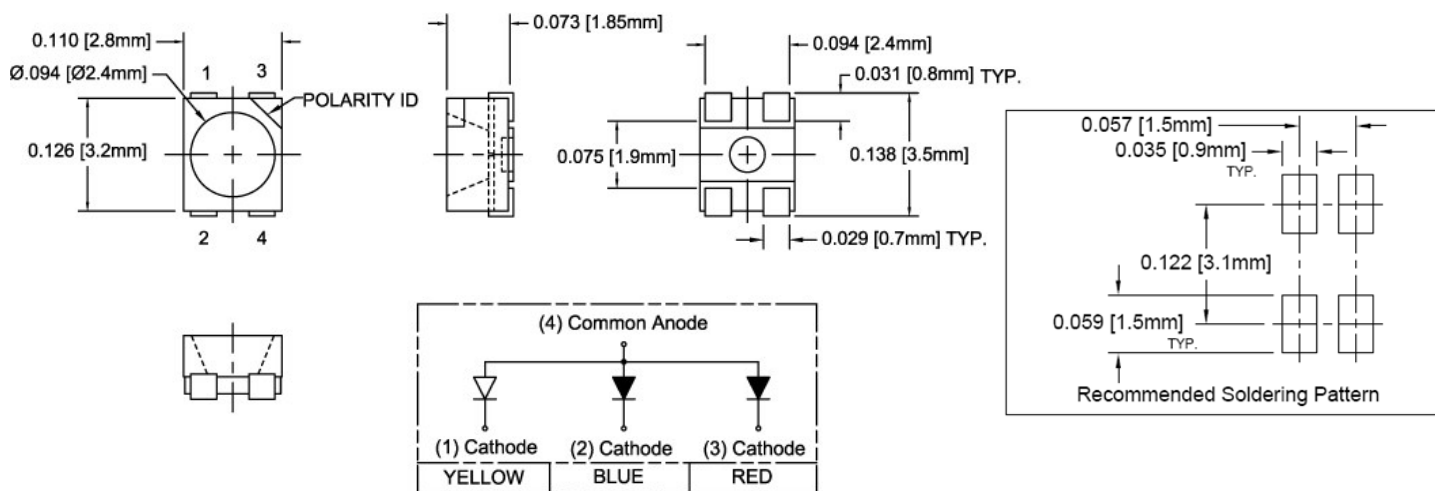 0.110 [2.8mm]
Ø.094 [Ø2.4mm]
1
3
POLARITY ID
0.126 [3.2mm]
2
4
0.073 [1.85mm]
0.094 [2.4mm]
0.031 [0.8mm] TYP.
0.075 [1.9mm]
0.138 [3.5mm]
0.029 [0.7mm] TYP.
0.057 [1.5mm]
0.035 [0.9mm]
TYP.
0.122 [3.1mm]
0.059 [1.5mm]
TYP.
Recommended Soldering Pattern
(4) Common Anode
(1) Cathode
(2) Cathode
(3) Cathode
YELLOW
BLUE
RED